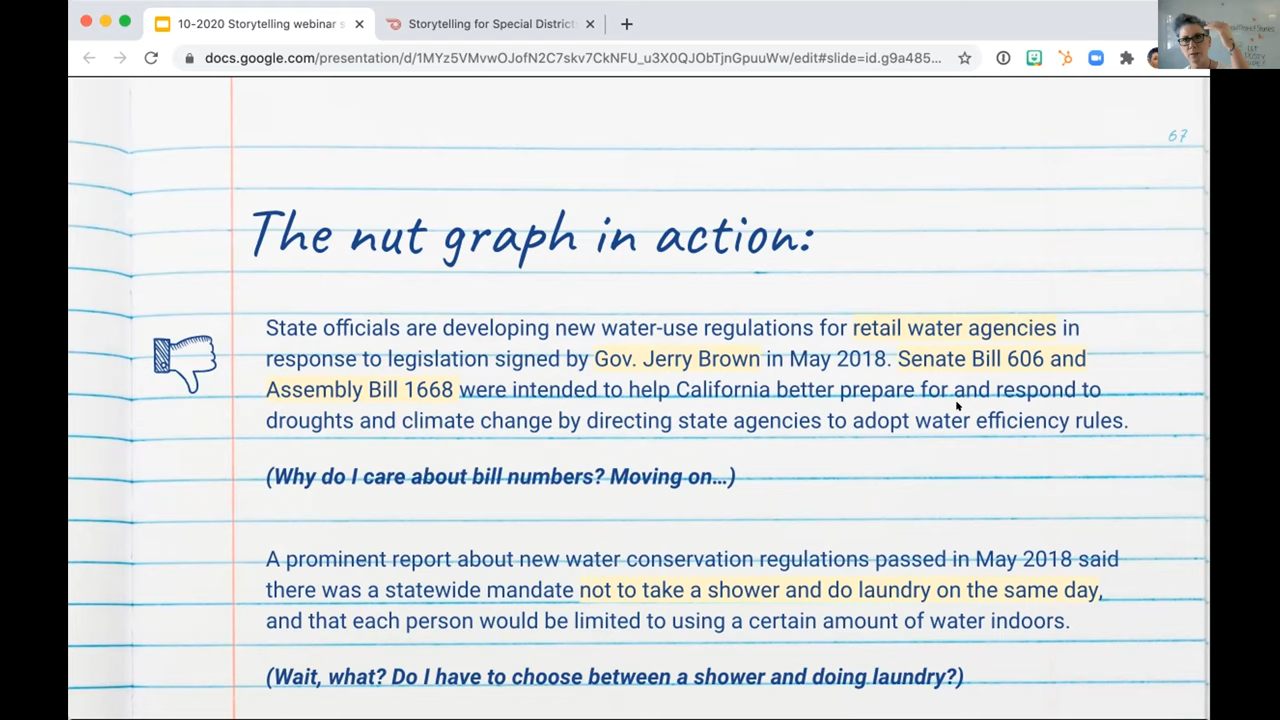 10-2020 Storytelling webinar s
Storytelling for Special District
docs.google.com/presentation/d/1MYz5VMvwOJofN2C7skv7CkNFU_u3X0QJObTjnGpuuWw/edit#slide=id.g9a485...
67
The nut graph in action:
State officials are developing new water-use regulations for retail water agencies in
response to legislation signed by Gov. Jerry Brown in May 2018. Senate Bill 606 and
Assembly Bill 1668 were intended to help California better prepare for and respond to
droughts and climate change by directing state agencies to adopt water efficiency rules.
(Why do I care about bill numbers? Moving on...)
A prominent report about new water conservation regulations passed in May 2018 said
there was a statewide mandate not to take a shower and do laundry on the same day,
and that each person would be limited to using a certain amount of water indoors.
(Wait, what? Do I have to choose between a shower and doing laundry?)